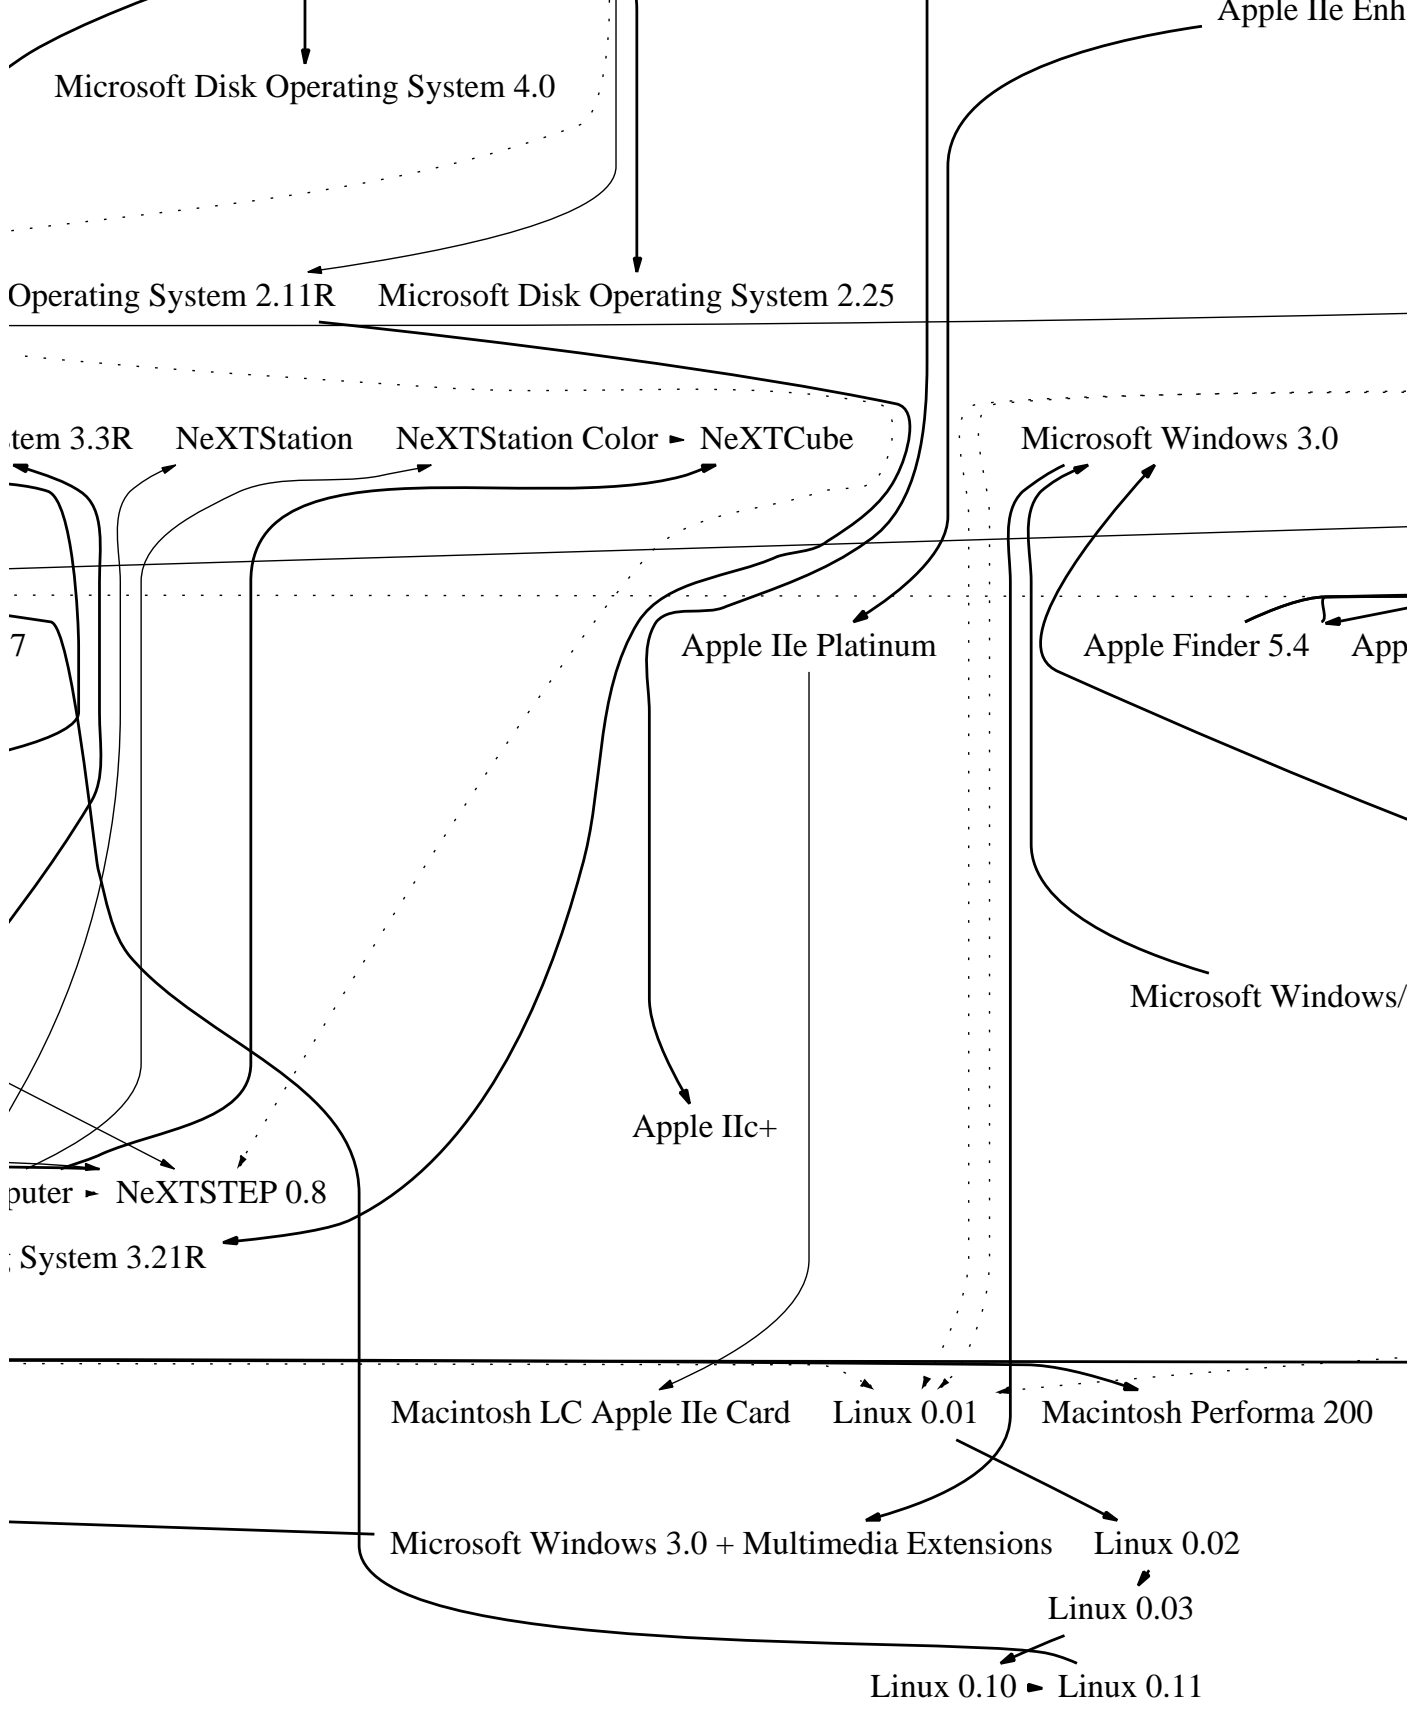 Apple IIe Enh
Microsoft Disk Operating System 4.0
Operating System 2.11R
Microsoft Disk Operating System 2.25
tem 3.3R
NeXTStation
NeXTStation Color
NeXTCube
Microsoft Windows 3.0
7
Apple IIe Platinum
Apple Finder 5.4
App
Microsoft Windows/
Apple IIc+
puter
NeXTSTEP 0.8
System 3.21R
Macintosh LC Apple IIe Card
Linux 0.01
Macintosh Performa 200
Microsoft Windows 3.0 + Multimedia Extensions
Linux 0.02
Linux 0.03
Linux 0.10
Linux 0.11